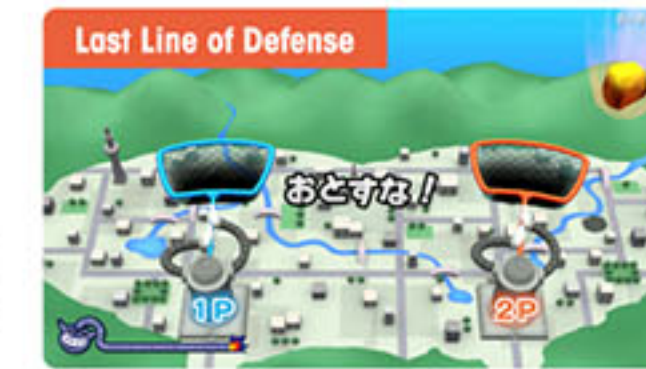 Last Line of Defense
おとすな！
1P
2P